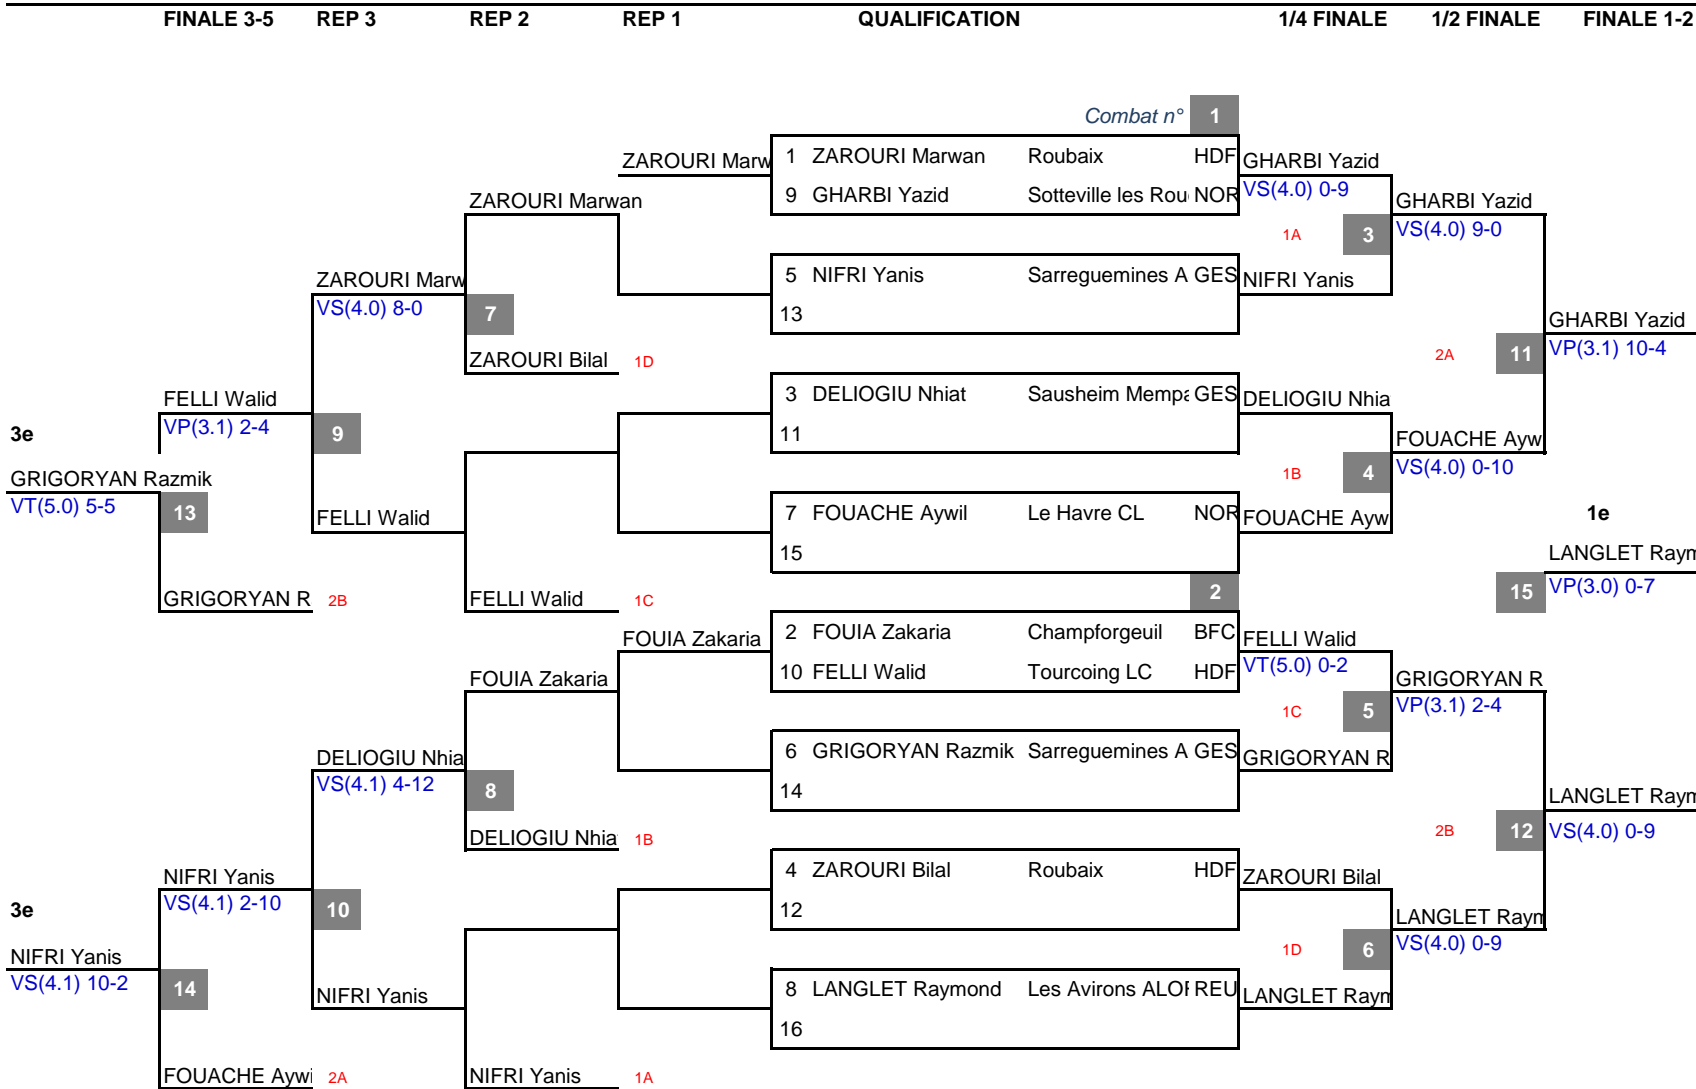 FINALE 3-5 REP 3 REP 2 REP 1 QUALIFICATION 1/4 FINALE 1/2 FINALE FINALE 1-2
Combat n° 1
ZAROURI Marw 1 ZAROURI Marwan Roubaix HDF GHARBI Yazid
ZAROURI Marwan 9 GHARBI Yazid Sotteville les Rou NOR VS(4.0) 0-9 GHARBI Yazid
1A 3 VS(4.0) 9-0
ZAROURI Marw 5 NIFRI Yanis Sarreguemines A GES NIFRI Yanis
VS(4.0) 8-0 7 13 GHARBI Yazid
ZAROURI Bilal 1D 2A 11 VP(3.1) 10-4
FELLI Walid 3 DELIOGIU Nhiat Sausheim Mempa GES DELIOGIU Nhia
3e VP(3.1) 2-4 9 11 FOUACHE Ayw
GRIGORYAN Razmik 1B 4 VS(4.0) 0-10
VT(5.0) 5-5 13 FELLI Walid 7 FOUACHE Aywil Le Havre CL NOR FOUACHE Ayw 1e
15 LANGLET Raym
GRIGORYAN R 2B FELLI Walid 1C 2 15 VP(3.0) 0-7
FOUIA Zakaria 2 FOUIA Zakaria Champforgeuil BFC FELLI Walid
FOUIA Zakaria 10 FELLI Walid Tourcoing LC HDF VT(5.0) 0-2 GRIGORYAN R
1C 5 VP(3.1) 2-4
DELIOGIU Nhia 6 GRIGORYAN Razmik Sarreguemines A GES GRIGORYAN R
VS(4.1) 4-12 8 14 LANGLET Raym
DELIOGIU Nhia 1B 2B 12 VS(4.0) 0-9
NIFRI Yanis 4 ZAROURI Bilal Roubaix HDF ZAROURI Bilal
3e VS(4.1) 2-10 10 12 LANGLET Raym
NIFRI Yanis 1D 6 VS(4.0) 0-9
VS(4.1) 10-2 14 NIFRI Yanis 8 LANGLET Raymond Les Avirons ALOF REU LANGLET Raym
16
FOUACHE Aywi 2A NIFRI Yanis 1A